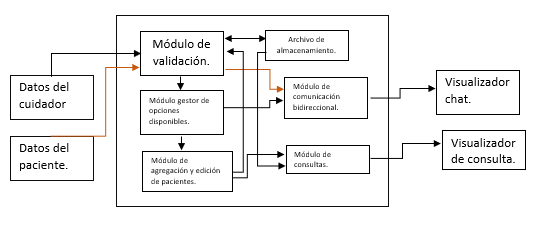 Módulo de
validación.
Archivo de
almacenamiento.
Datos del
cuidador
Módulo gestor de
opciones
disponibles.
Módulo de
comunicación
bidireccional.
Visualizador
chat.
Datos del
paciente.
Módulo de
agregación y edición
de pacientes.
Módulo de
consultas.
Visualizador
de consulta.